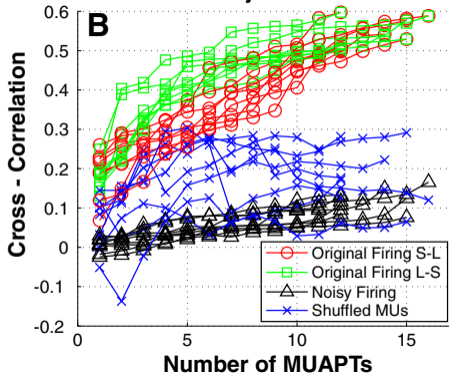 B
0.6
0.5
0.4
0.3
0.2
0.1
0
-0.1
-0.2
Cross - Correlation
0
5
10
15
Number of MUAPTs
Original Firing S-L
Original Firing L-S
Noisy Firing
Shuffled MUs